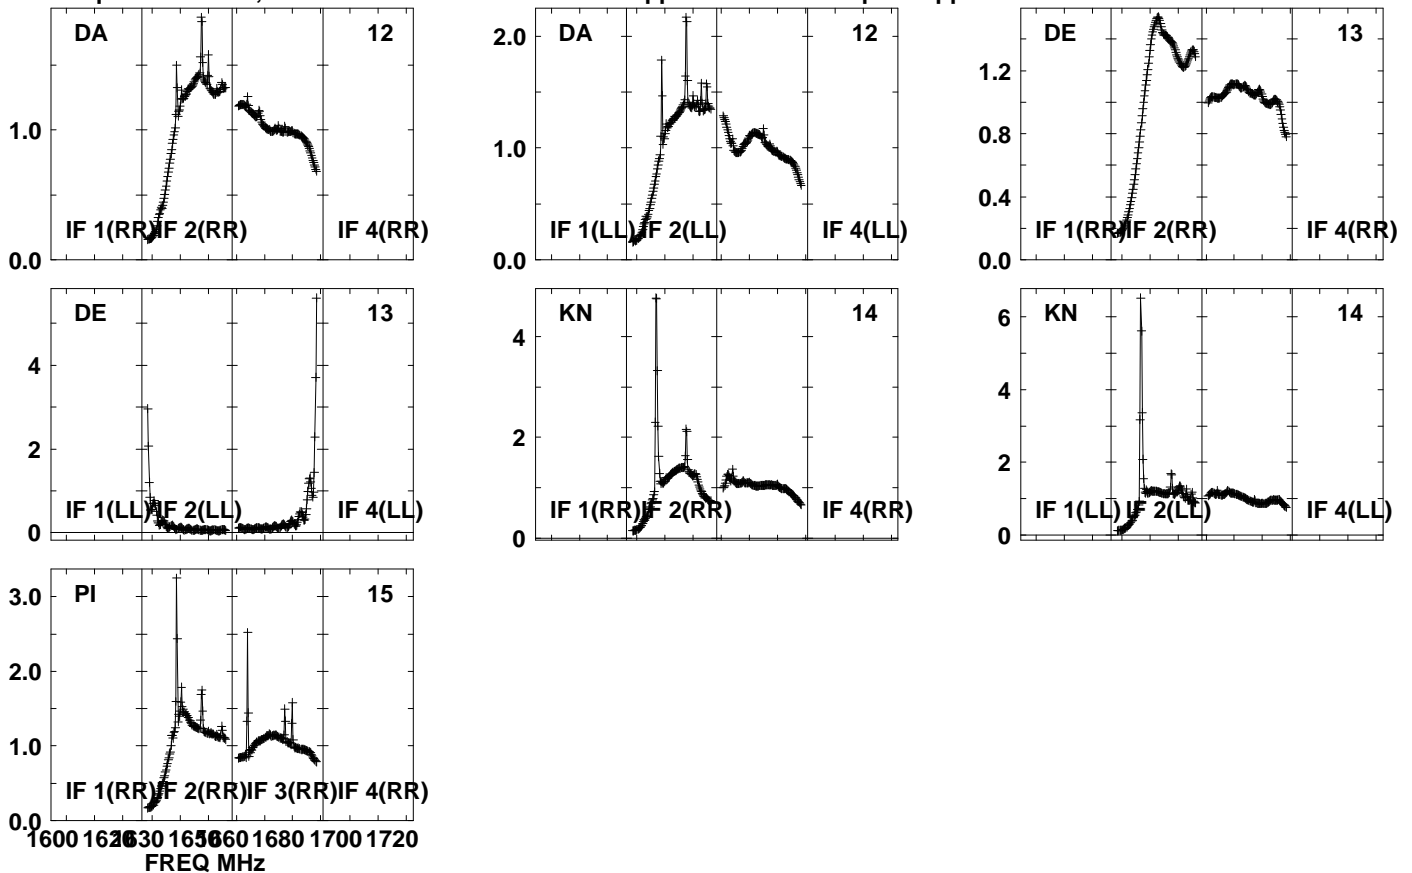 DA 12
1.0
0.0
IF 1(RR) IF 2(RR) IF 4(RR)
DA 12
2.0
1.0
0.0
IF 1(LL) IF 2(LL) IF 4(LL)
DE 13
1.2
0.8
0.4
0.0
IF 1(RR) IF 2(RR) IF 4(RR)
DE 13
4
2
0
IF 1(LL) IF 2(LL) IF 4(LL)
KN 14
4
2
0
IF 1(RR) IF 2(RR) IF 4(RR)
KN 14
6
4
2
0
IF 1(LL) IF 2(LL) IF 4(LL)
PI 15
3.0
2.0
1.0
0.0
IF 1(RR) IF 2(RR) IF 3(RR) IF 4(RR)
1600 1620 1630 1650 1660 1680 1700 1720
FREQ MHz